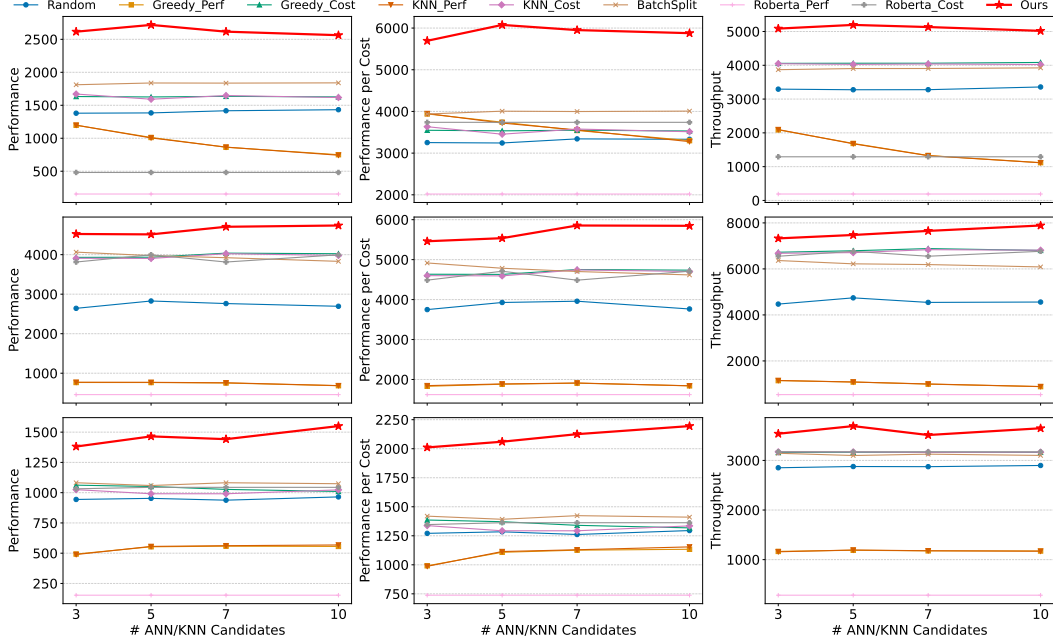 Random Greedy_Perf Greedy_Cost KNN_Perf KNN_Cost BatchSplit Roberta_Perf Roberta_Cost Ours
Performance
2500
2000
1500
1000
500
Performance per Cost
6000
5000
4000
3000
2000
Throughput
5000
4000
3000
2000
1000
0
Performance
4000
3000
2000
1000
Performance per Cost
6000
5000
4000
3000
2000
Throughput
8000
6000
4000
2000
Performance
1500
1250
1000
750
500
250
3 5 7 10
# ANN/KNN Candidates
Performance per Cost
2250
2000
1750
1500
1250
1000
750
3 5 7 10
# ANN/KNN Candidates
Throughput
3000
2000
1000
3 5 7 10
# ANN/KNN Candidates